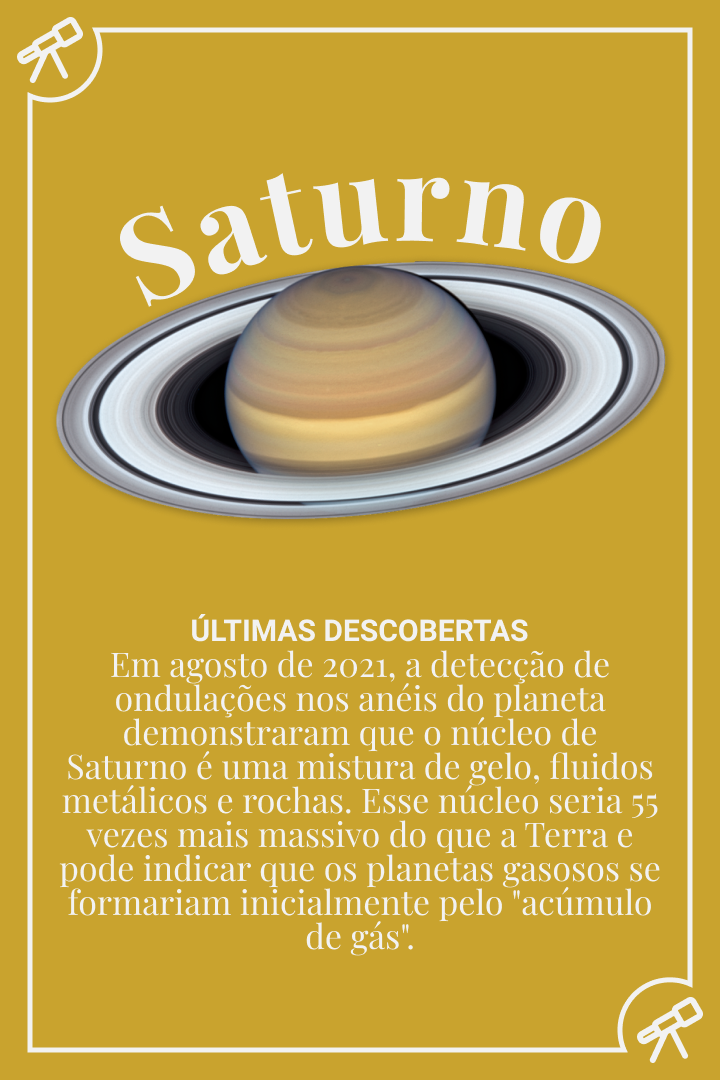 Saturno
ÚLTIMAS DESCOBERTAS
Em agosto de 2021, a detecção de
ondulações nos anéis do planeta
demonstraram que o núcleo de
Saturno é uma mistura de gelo, fluidos
metálicos e rochas. Esse núcleo seria 55
vezes mais massivo do que a Terra e
pode indicar que os planetas gasosos se
formariam inicialmente pelo "acúmulo
de gás".